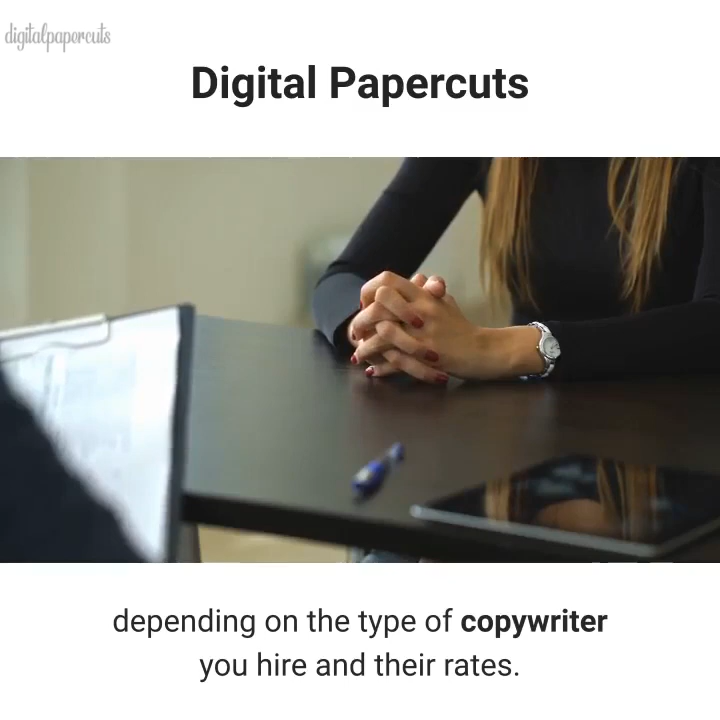 digitalpapercuts
Digital Papercuts
depending on the type of copywriter
you hire and their rates.